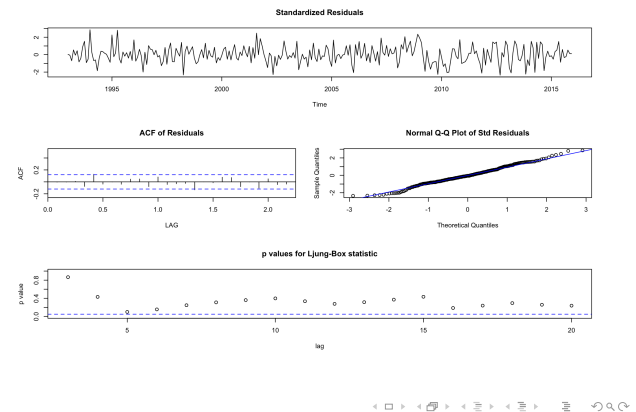 Standardized Residuals
-2 0 2
1995 2000 2005 2010 2015
Time
ACF of Residuals
ACF
-0.2 0.2
0.0 0.5 1.0 1.5 2.0
LAG
Normal Q-Q Plot of Std Residuals
Sample Quantiles
-2 0 2
-3 -2 -1 0 1 2 3
Theoretical Quantiles
p values for Ljung-Box statistic
p value
0.0 0.4 0.8
5 10 15 20
lag